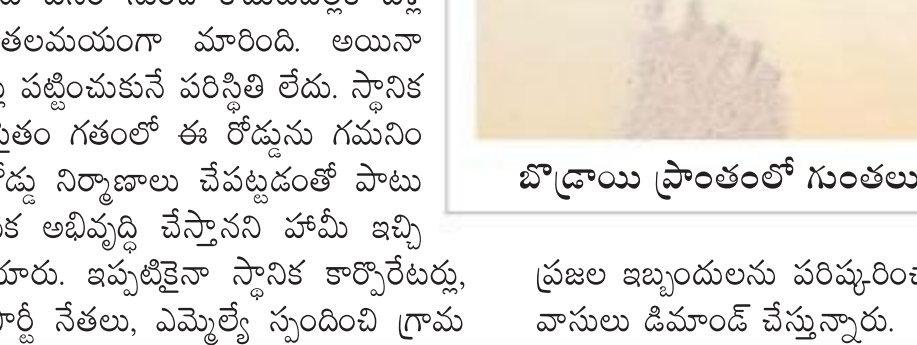 తలమయంగా మారింది. అయినా
పట్టించుకునే పరిస్థితి లేదు. స్థానిక
గతంలో ఈ రోడ్డును గమనిం
నిర్మాణాలు చేపట్టడంతో పాటు
అభివృద్ధి చేస్తానని హామీ ఇచ్చి
ఇప్పటికైనా స్థానిక కార్పొరేటర్లు,
నేతలు, ఎమ్మెల్యే స్పందించి గ్రామ
బొడ్రాయి ప్రాంతంలో గుంతలు
ప్రజల ఇబ్బందులను పరిష్కరించ
వాసులు డిమాండ్ చేస్తున్నారు.